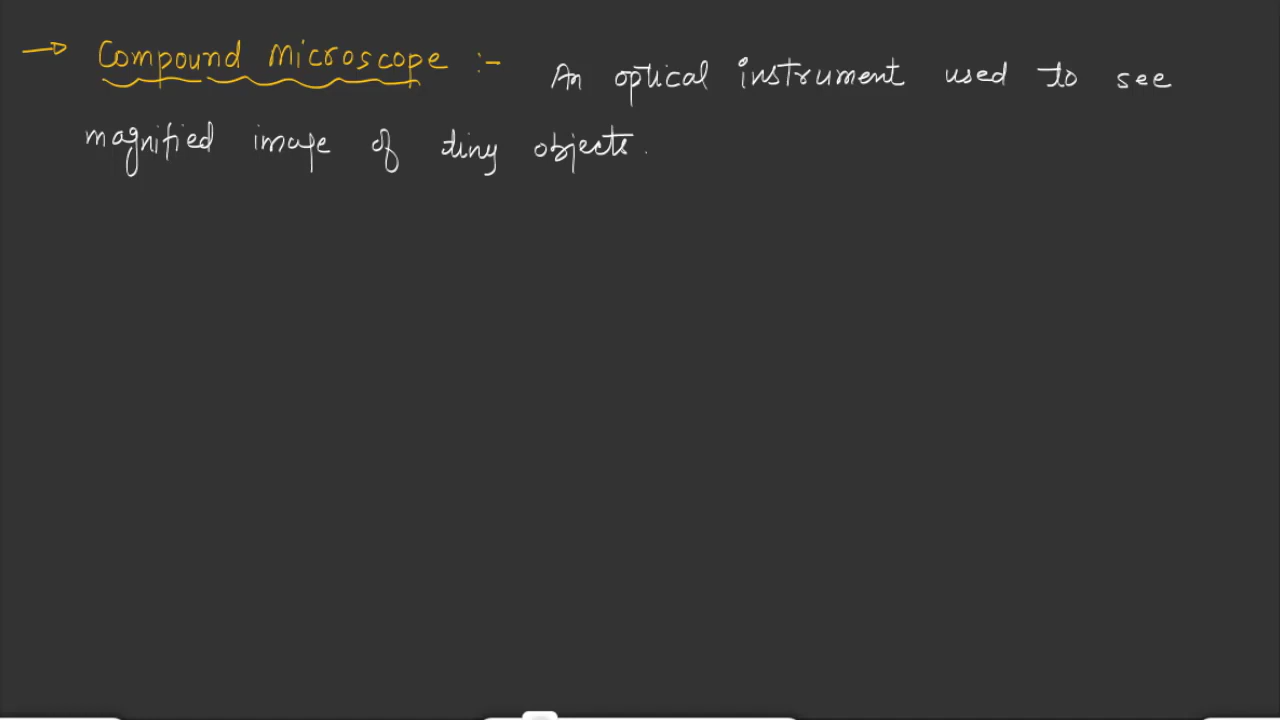 → Compound Microscope :- An optical instrument used to see
magnified image of tiny objects.